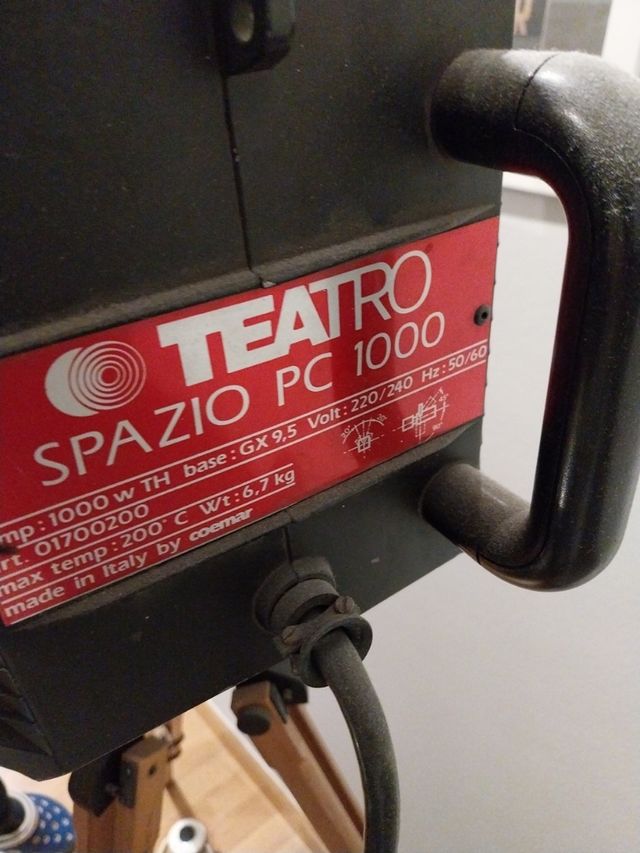 TEATRO
SPAZIO PC 1000
mp: 1000 w TH base: GX 9,5 Volt: 220/240 Hz: 50/60
rt. 01700200
max temp: 200° C Wt: 6,7 kg
made in Italy by coemar